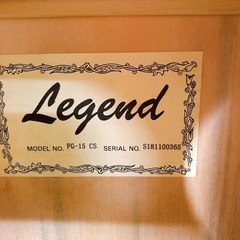 Legend
MODEL NO. FG-15 CS SERIAL NO. S181100365